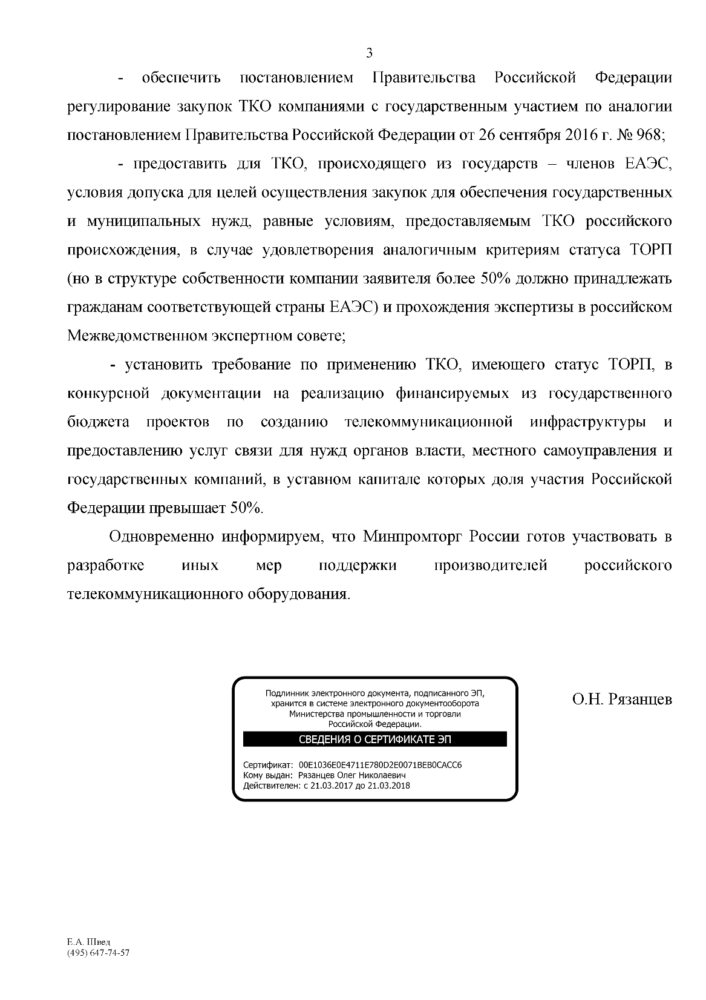 3
- обеспечить постановлением Правительства Российской Федерации
регулирование закупок ТКО компаниями с государственным участием по аналогии
постановлением Правительства Российской Федерации от 26 сентября 2016 г. № 968;
- предоставить для ТКО, происходящего из государств – членов ЕАЭС,
условия допуска для целей осуществления закупок для обеспечения государственных
и муниципальных нужд, равные условиям, предоставляемым ТКО российского
происхождения, в случае удовлетворения аналогичным критериям статуса ТОРП
(но в структуре собственности компании заявителя более 50% должно принадлежать
гражданам соответствующей страны ЕАЭС) и прохождения экспертизы в российском
Межведомственном экспертном совете;
- установить требование по применению ТКО, имеющего статус ТОРП, в
конкурсной документации на реализацию финансируемых из государственного
бюджета проектов по созданию телекоммуникационной инфраструктуры и
предоставлению услуг связи для нужд органов власти, местного самоуправления и
государственных компаний, в уставном капитале которых доля участия Российской
Федерации превышает 50%.
Одновременно информируем, что Минпромторг России готов участвовать в
разработке иных мер поддержки производителей российского
телекоммуникационного оборудования.
Подлинник электронного документа, подписанного ЭП,
хранится в системе электронного документооборота
Министерства промышленности и торговли
Российской Федерации.
СВЕДЕНИЯ О СЕРТИФИКАТЕ ЭП
Сертификат: 00E1036E0E4711E780D2E0071BEB0CACC6
Кому выдан: Рязанцев Олег Николаевич
Действителен: с 21.03.2017 до 21.03.2018
О.Н. Рязанцев
Е.А. Швед
(495) 647-74-57